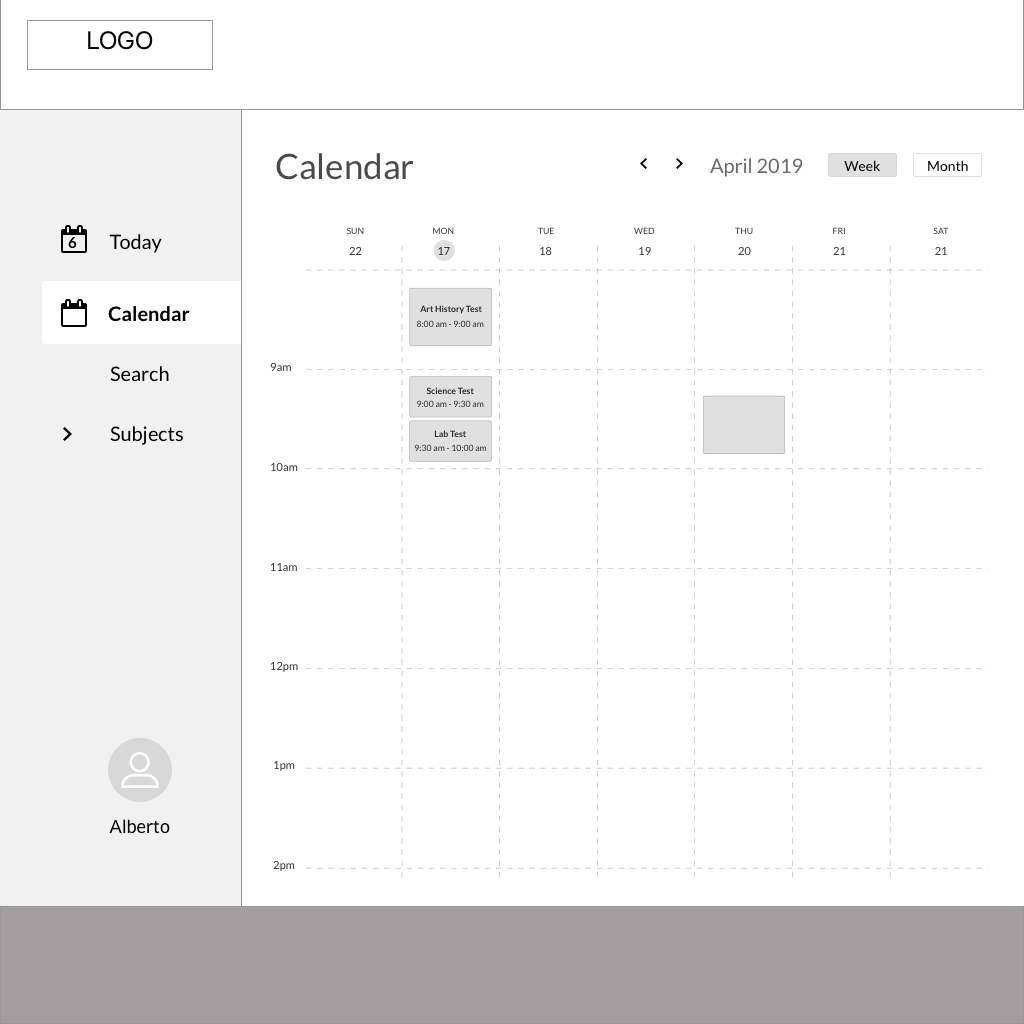 LOGO
Calendar
April 2019
Week
Month
6
Today
Calendar
Search
Subjects
Alberto
SUN
MON
TUE
WED
THU
FRI
SAT
22
17
18
19
20
21
21
Art History Test
8:00 am - 9:00 am
9am
Science Test
9:00 am - 9:30 am
Lab Test
9:30 am - 10:00 am
10am
11am
12pm
1pm
2pm